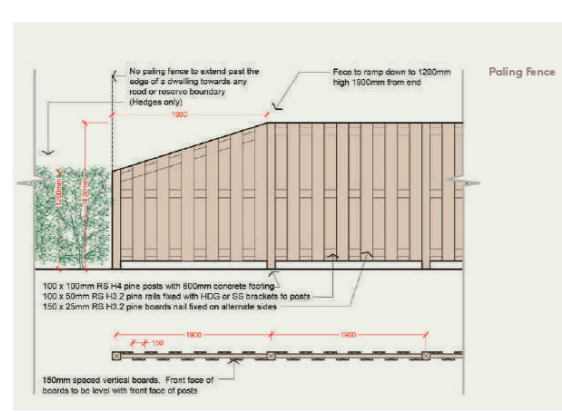 No paling fence to extend past the
edge of a dwelling towards any
road or reserve boundary
(Hedges only)
Fece to ramp down to 1200mm
high 1900mm from end
Paling Fence
1900
1200mm
1800mm
100 x 100mm RS H4 pine posts with 600mm concrete footing
100 x 50mm RS H3.2 pine rails fixed with HDG or SS brackets to posts
150 x 25mm RS H3.2 pine boards nail fixed on alternate sides
1900
1900
150
150mm spaced vertical boards. Front face of
boards to be level with front face of posts